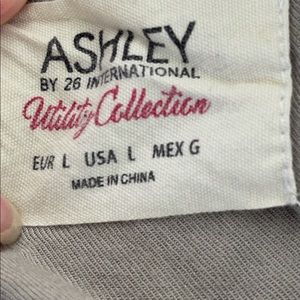 ASHLEY
BY 26 INTERNATIONAL
Utility Collection
EUR L USA L MEX G
MADE IN CHINA